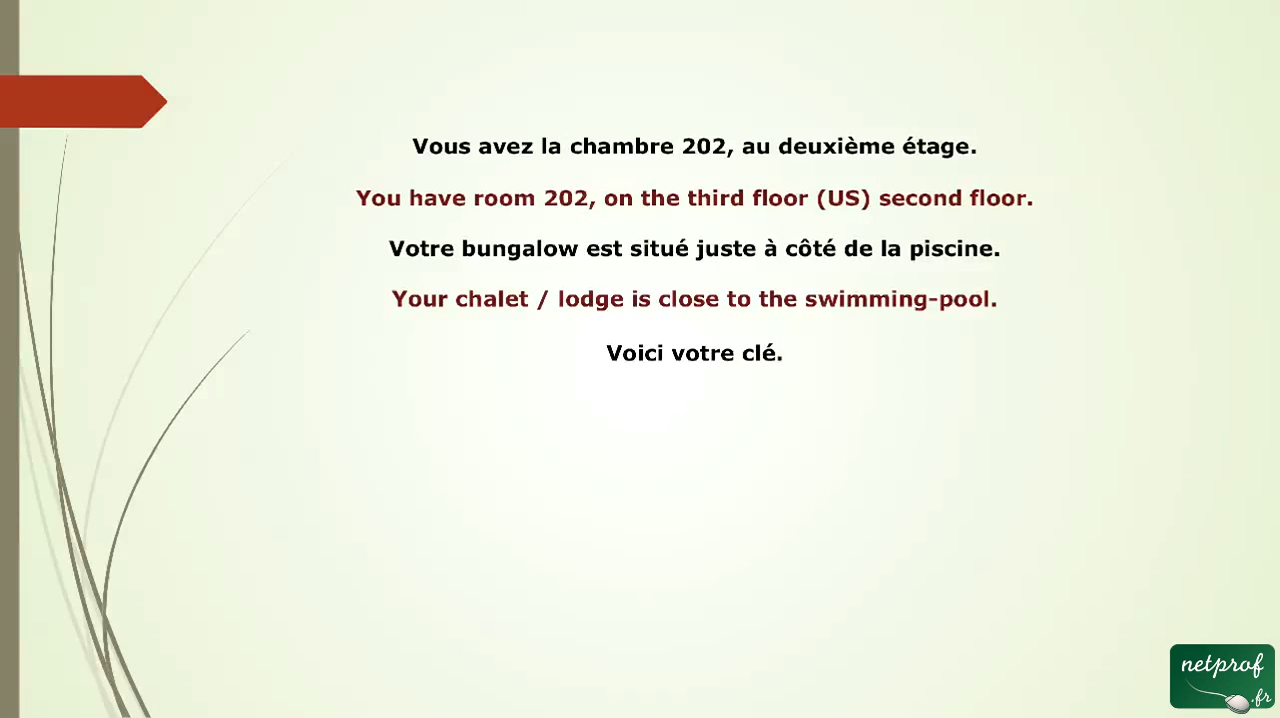 Vous avez la chambre 202, au deuxième étage.
You have room 202, on the third floor (US) second floor.
Votre bungalow est situé juste à côté de la piscine.
Your chalet / lodge is close to the swimming-pool.
Voici votre clé.
netprof
.fr